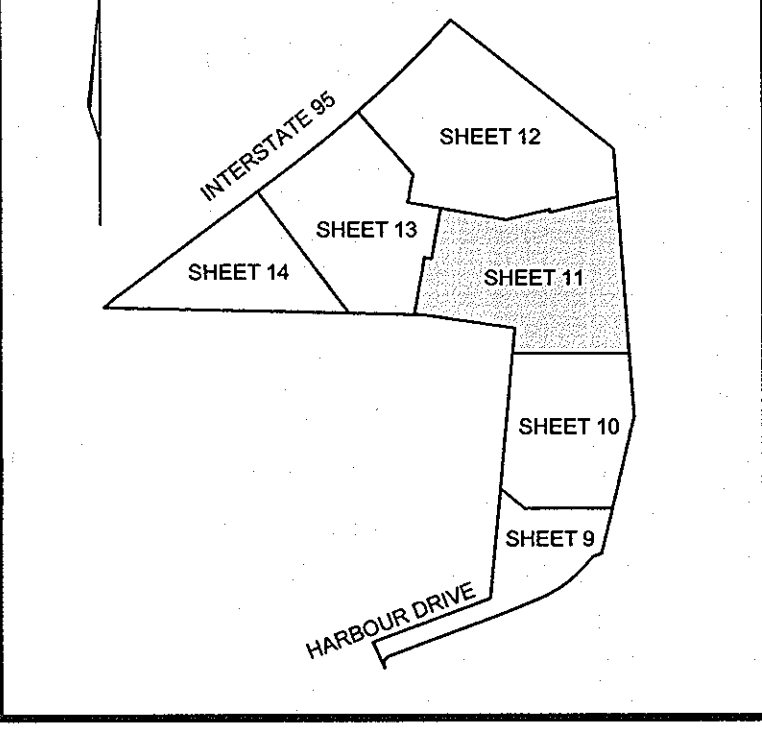 INTERSTATE 95
SHEET 12
SHEET 13
SHEET 14
SHEET 11
SHEET 10
SHEET 9
HARBOUR DRIVE